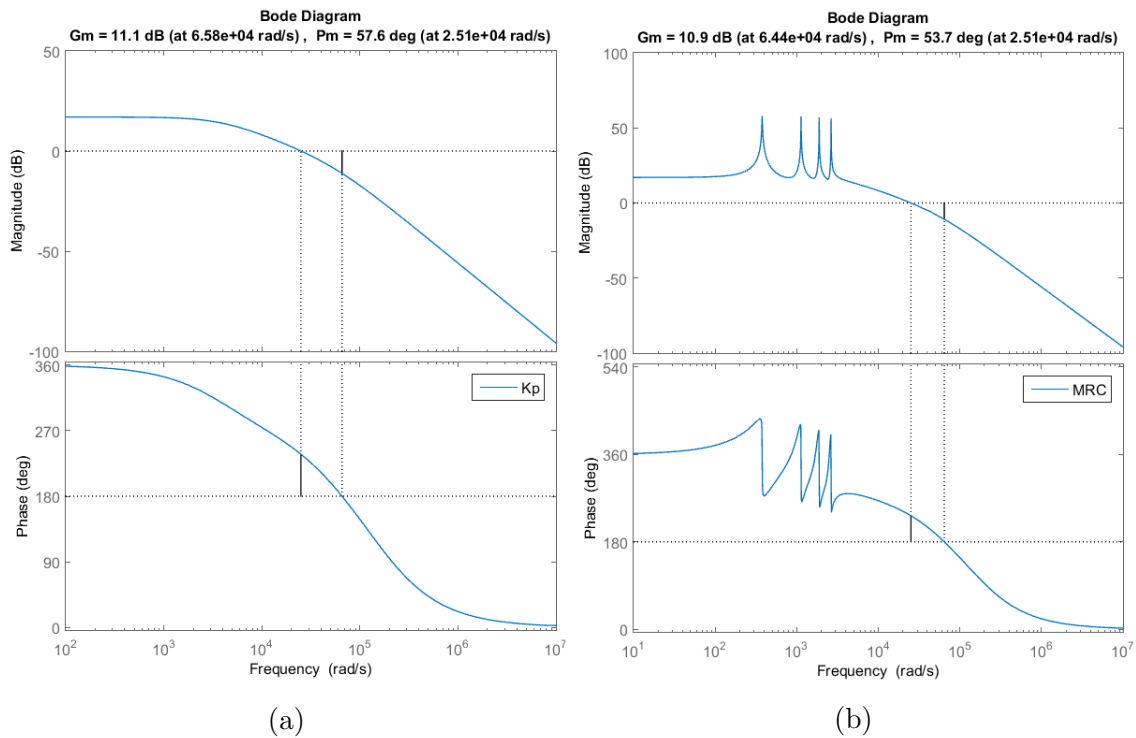 Bode Diagram
Gm = 11.1 dB (at 6.58e+04 rad/s) , Pm = 57.6 deg (at 2.51e+04 rad/s)
50
0
-50
-100
Magnitude (dB)
360
270
180
90
0
Phase (deg)
Kp
10^2 10^3 10^4 10^5 10^6 10^7
Frequency (rad/s)
(a)
Bode Diagram
Gm = 10.9 dB (at 6.44e+04 rad/s) , Pm = 53.7 deg (at 2.51e+04 rad/s)
100
50
0
-50
-100
Magnitude (dB)
540
360
180
0
Phase (deg)
MRC
10^1 10^2 10^3 10^4 10^5 10^6 10^7
Frequency (rad/s)
(b)